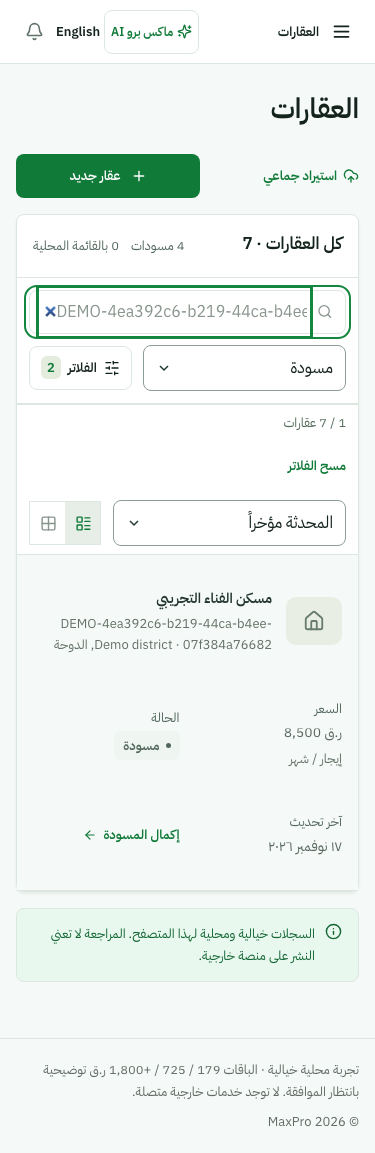 العقارات
ماكس برو AI
English
العقارات
استيراد جماعي
عقار جديد
كل العقارات · 7
4 مسودات
0 بالقائمة المحلية
DEMO-4ea392c6-b219-44ca-b4ee
مسودة
الفلاتر
2
1 / 7 عقارات
مسح الفلاتر
المحدثة مؤخراً
مسكن الفناء التجريبي
DEMO-4ea392c6-b219-44ca-b4ee-
07f384a76682 · Demo district, الدوحة
السعر
ر.ق 8,500
إيجار / شهر
الحالة
مسودة
آخر تحديث
١٧ نوفمبر ٢٠٢٦
إكمال المسودة
السجلات خيالية ومحلية لهذا المتصفح. المراجعة لا تعني
النشر على منصة خارجية.
تجربة محلية خيالية · الباقات 179 / 725 / +1,800 ر.ق توضيحية
بانتظار الموافقة. لا توجد خدمات خارجية متصلة.
© 2026 MaxPro